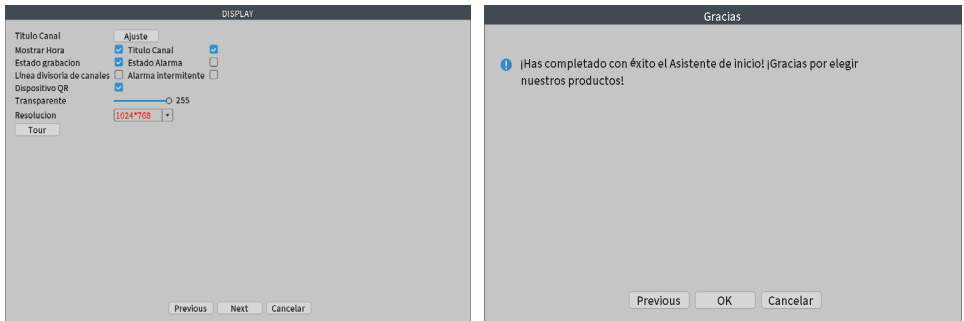 DISPLAY
Titulo Canal Ajuste
Mostrar Hora Titulo Canal
Estado grabacion Estado Alarma
Línea divisoria de canales Alarma intermitente
Dispositivo QR
Transparente 255
Resolucion 1024*768
Tour
Previous Next Cancelar
Gracias
¡Has completado con éxito el Asistente de inicio! ¡Gracias por elegir
nuestros productos!
Previous OK Cancelar